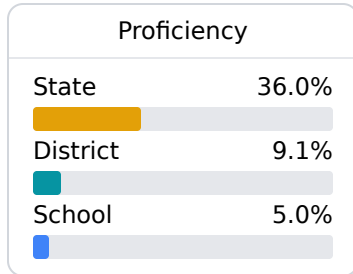 Proficiency
State 36.0%
District 9.1%
School 5.0%